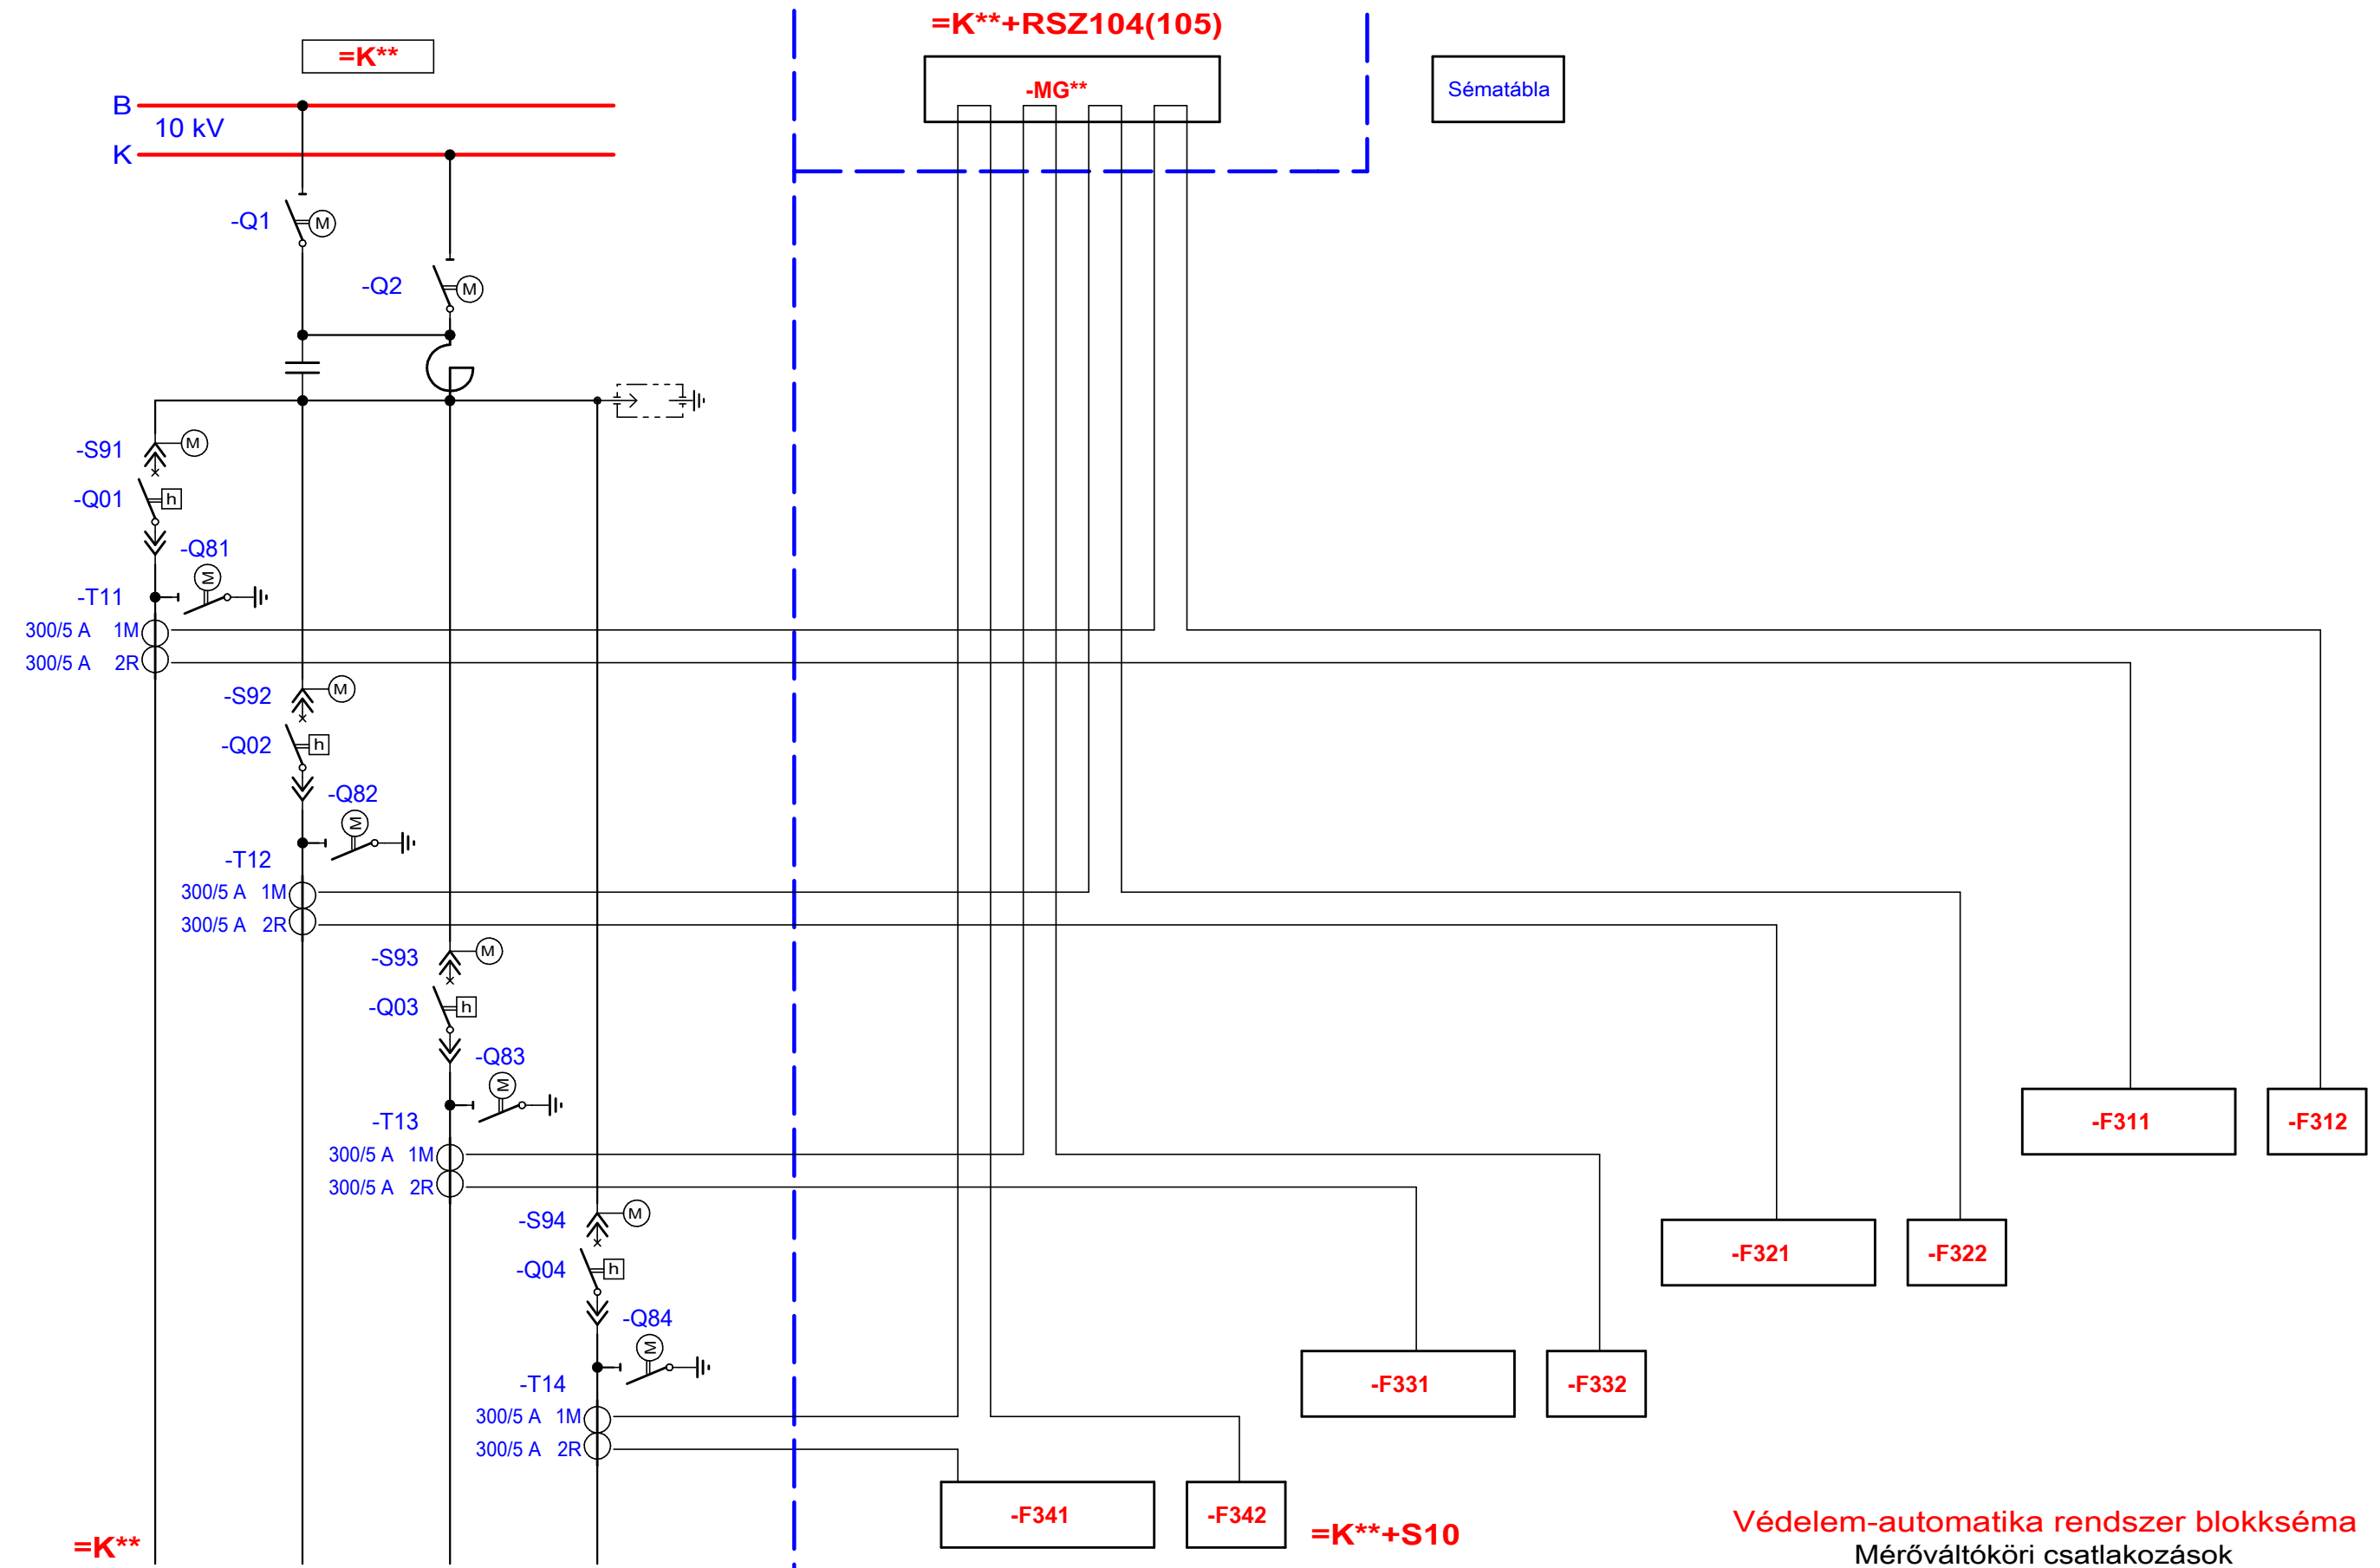 =K**+RSZ104(105)
=K**
-MG**
Sématábla
B
10 kV
K
-Q1
M
-Q2
M
-S91
M
-Q01
h
-Q81
M
-T11
300/5 A 1M
300/5 A 2R
-S92
M
-Q02
h
-Q82
M
-T12
300/5 A 1M
300/5 A 2R
-S93
M
-Q03
h
-Q83
M
-T13
300/5 A 1M
300/5 A 2R
-F311
-F312
-S94
M
-Q04
h
-F321
-F322
-Q84
M
-T14
300/5 A 1M
300/5 A 2R
-F331
-F332
-F341
-F342
=K**+S10
=K**
Védelem-automatika rendszer blokkséma
Mérőváltóköri csatlakozások